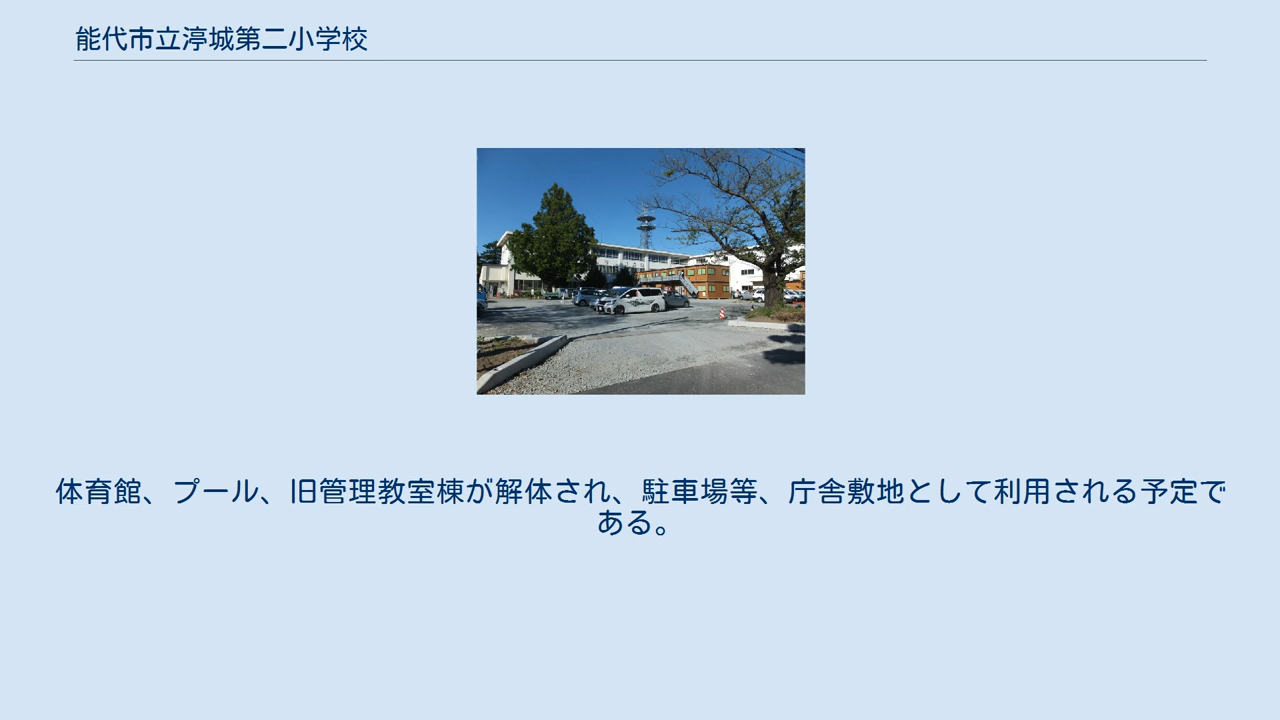 能代市立渟城第二小学校
体育館、プール、旧管理教室棟が解体され、駐車場等、庁舎敷地として利用される予定で
ある。